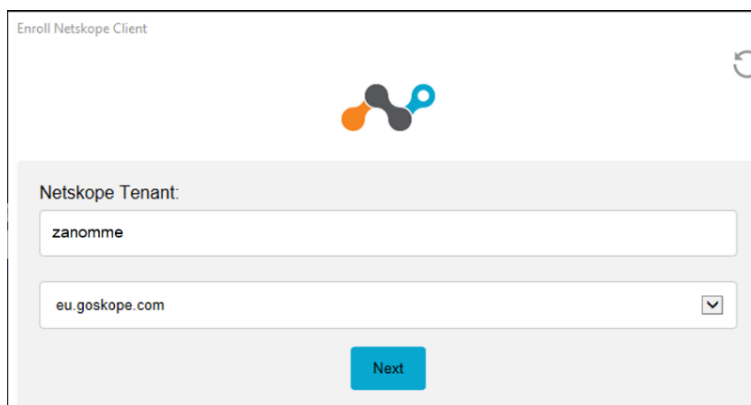 Enroll Netskope Client
Netskope Tenant:
zanomme
eu.goskope.com
Next